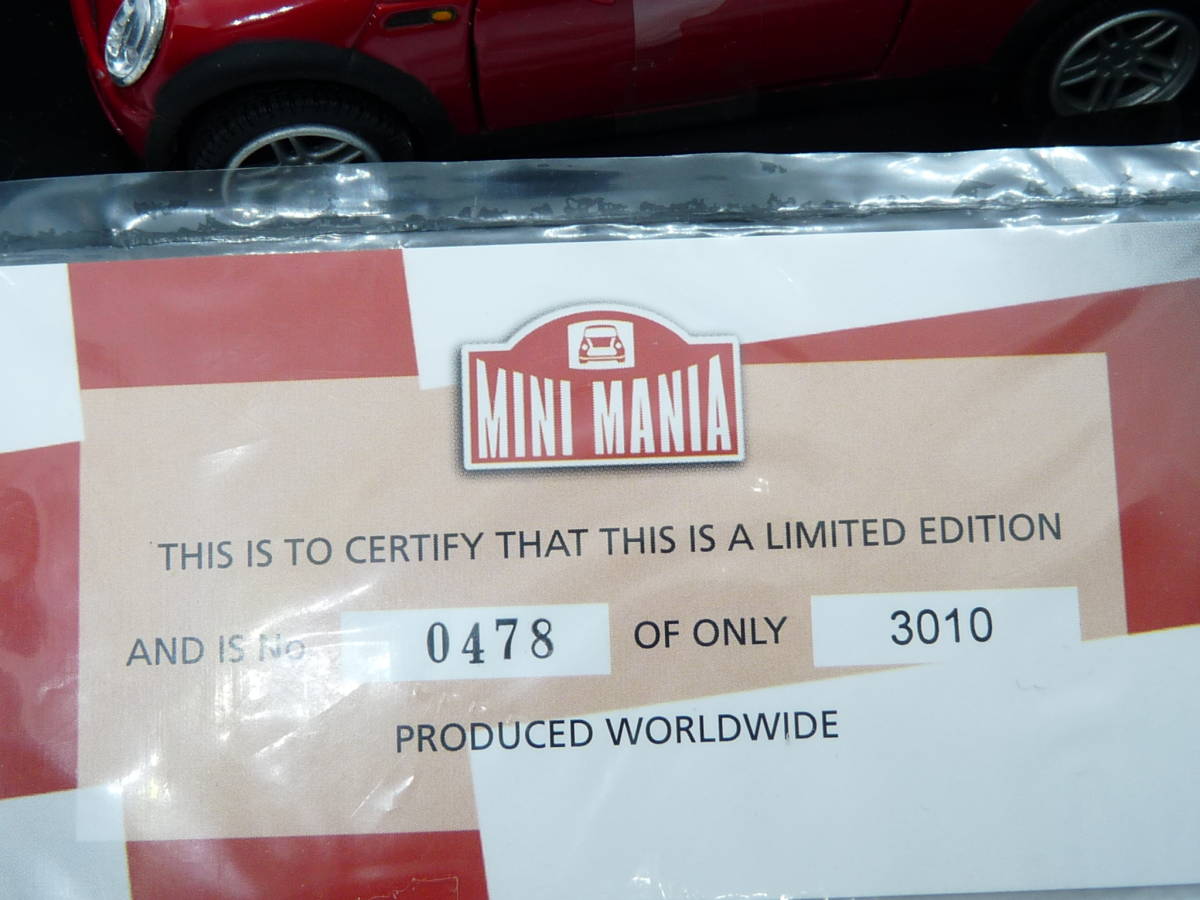 MINI MANIA
THIS IS TO CERTIFY THAT THIS IS A LIMITED EDITION
AND IS No 0478 OF ONLY 3010
PRODUCED WORLDWIDE